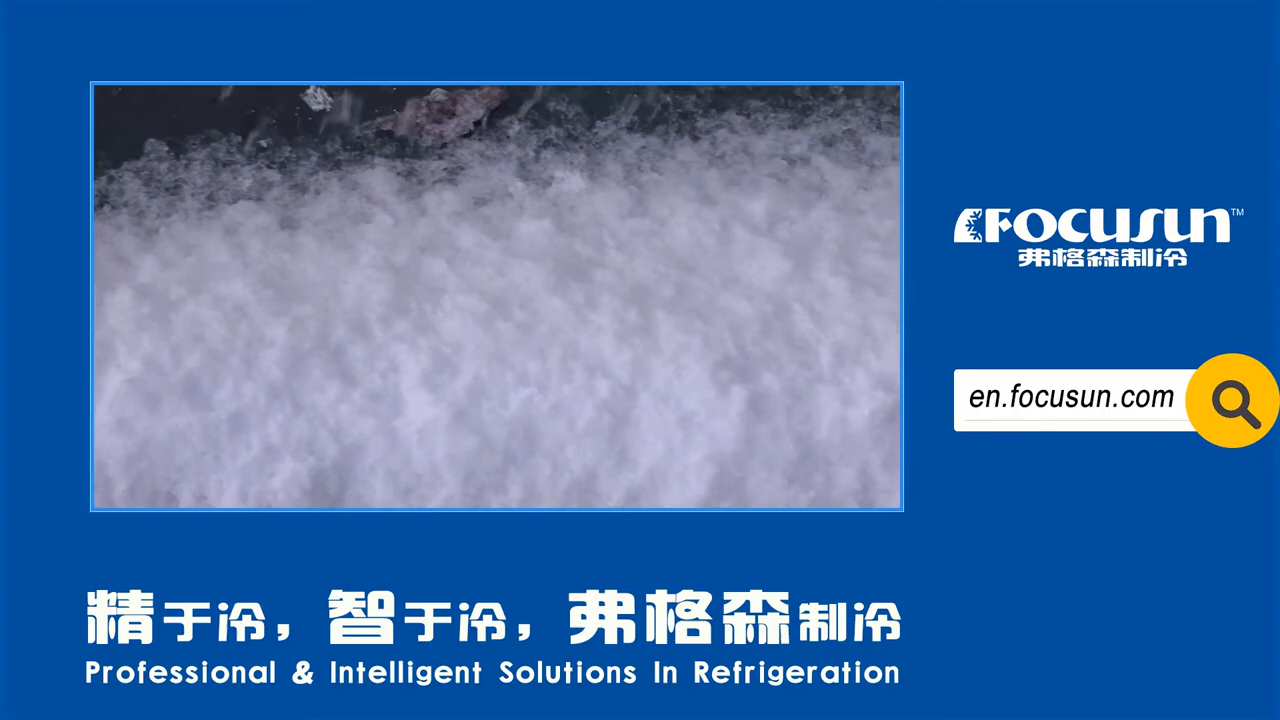 FOCUSUN™
弗格森制冷
en.focusun.com
精于冷，智于冷，弗格森制冷
Professional & Intelligent Solutions In Refrigeration